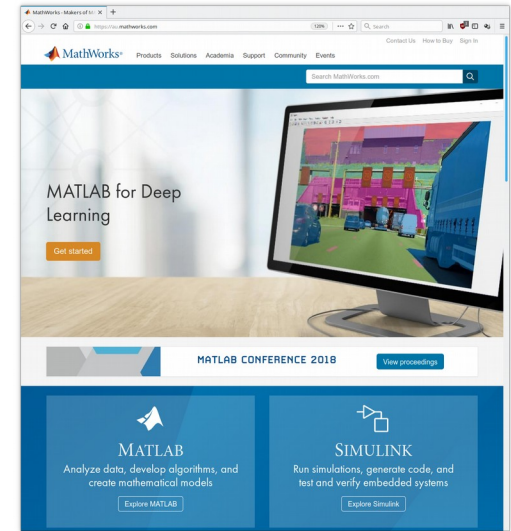 MathWorks - Makers of M
https://au.mathworks.com
120%
Search
Contact Us How to Buy Sign In
MathWorks®
Products Solutions Academia Support Community Events
Search MathWorks.com
MATLAB for Deep
Learning
Get started
MATLAB CONFERENCE 2018
View proceedings
MATLAB
Analyze data, develop algorithms, and
create mathematical models
Explore MATLAB
SIMULINK
Run simulations, generate code, and
test and verify embedded systems
Explore Simulink